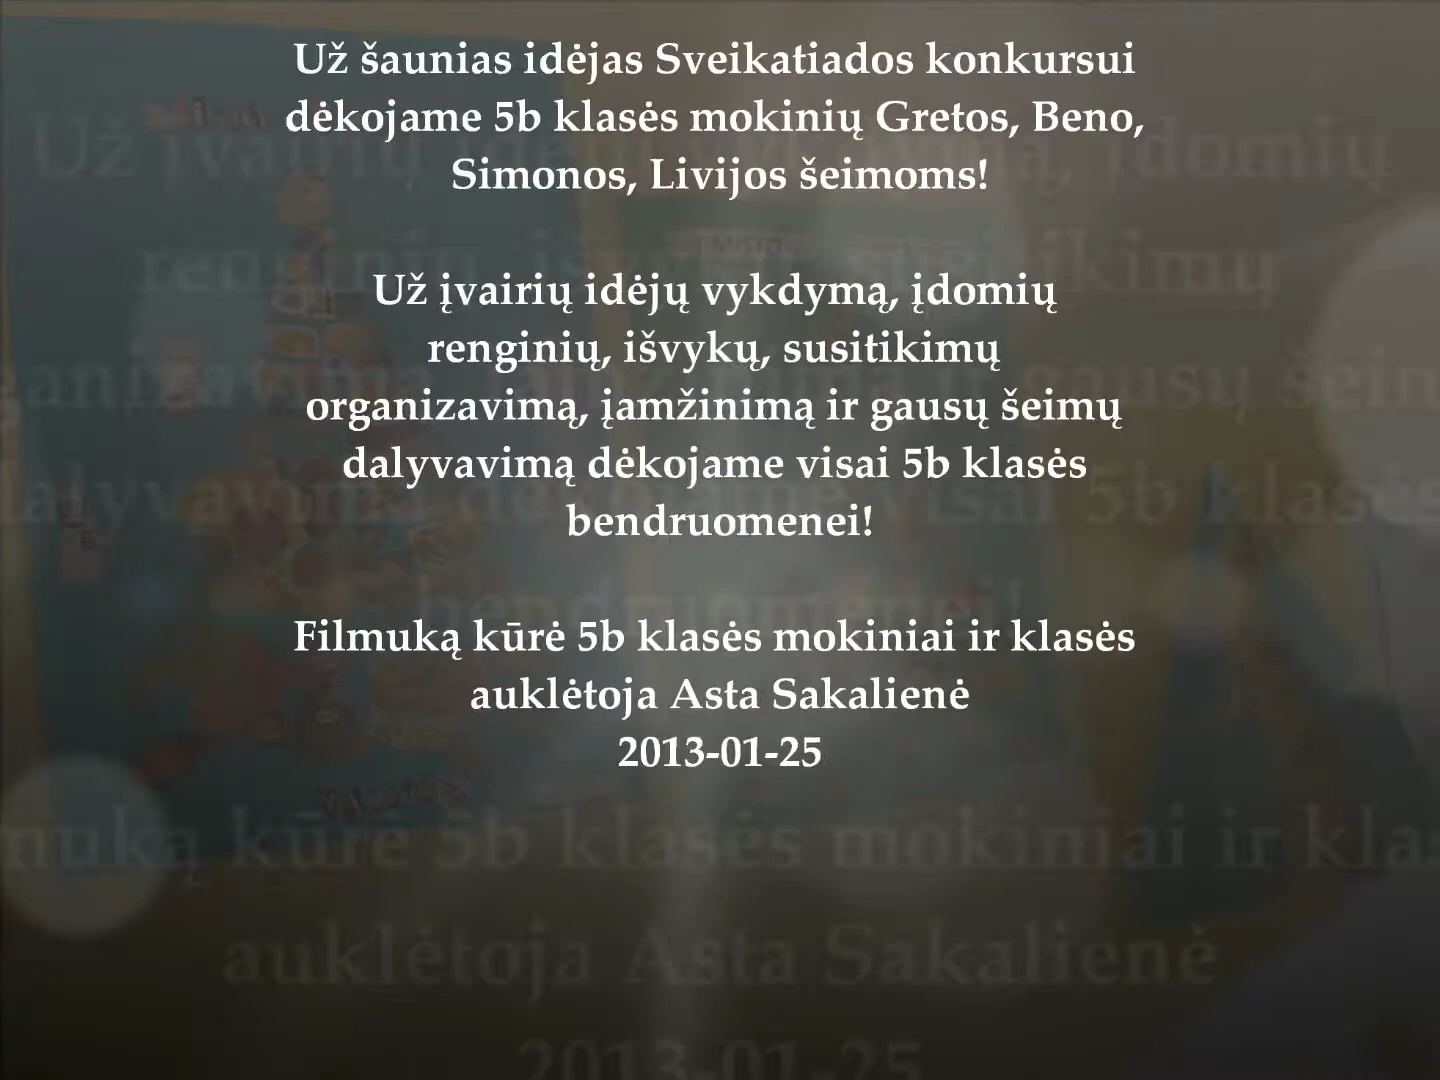 Už šaunias idėjas Sveikatiados konkursui
dėkojame 5b klasės mokinių Gretos, Beno,
Simonos, Livijos šeimoms!
Už įvairių idėjų vykdymą, įdomių
renginių, išvykų, susitikimų
organizavimą, įamžinimą ir gausų šeimų
dalyvavimą dėkojame visai 5b klasės
bendruomenei!
Filmuką kūrė 5b klasės mokiniai ir klasės
auklėtoja Asta Sakalienė
2013-01-25